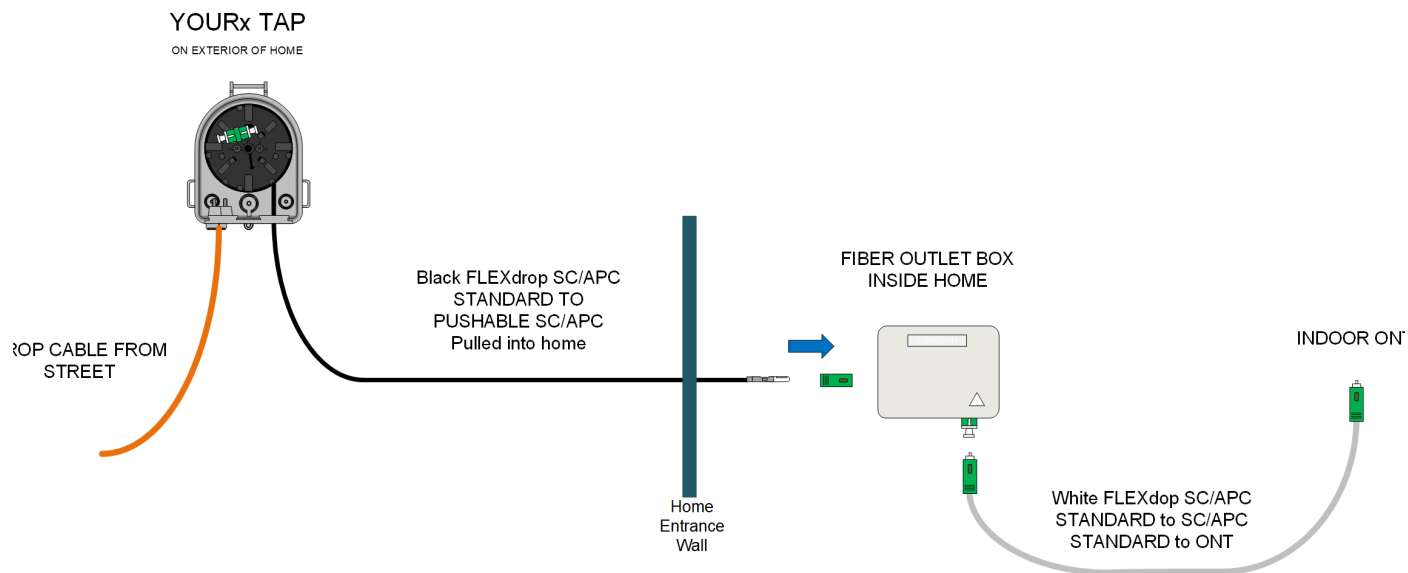 YOURx TAP
ON EXTERIOR OF HOME
ROP CABLE FROM
STREET
Black FLEXdrop SC/APC
STANDARD TO
PUSHABLE SC/APC
Pulled into home
Home
Entrance
Wall
FIBER OUTLET BOX
INSIDE HOME
INDOOR ONT
White FLEXdop SC/APC
STANDARD to SC/APC
STANDARD to ONT